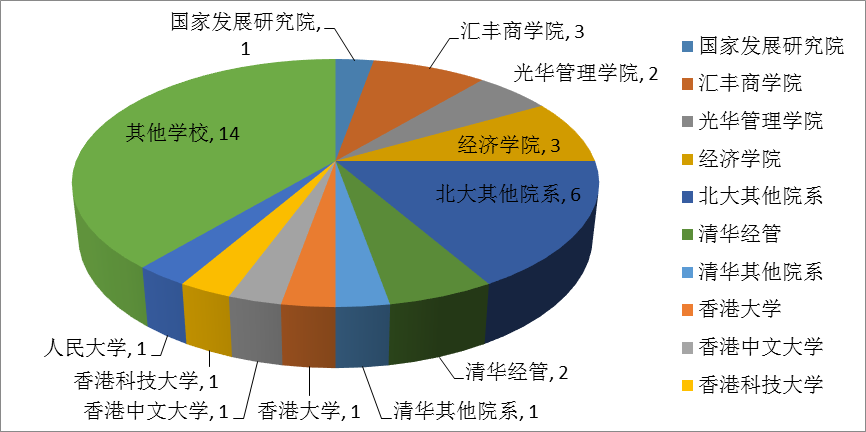 国家发展研究院,
1
汇丰商学院, 3
光华管理学院, 2
经济学院, 3
北大其他院系, 6
其他学校, 14
人民大学, 1
香港科技大学, 1
香港中文大学, 1
香港大学, 1
清华其他院系, 1
清华经管, 2
国家发展研究院
汇丰商学院
光华管理学院
经济学院
北大其他院系
清华经管
清华其他院系
香港大学
香港中文大学
香港科技大学